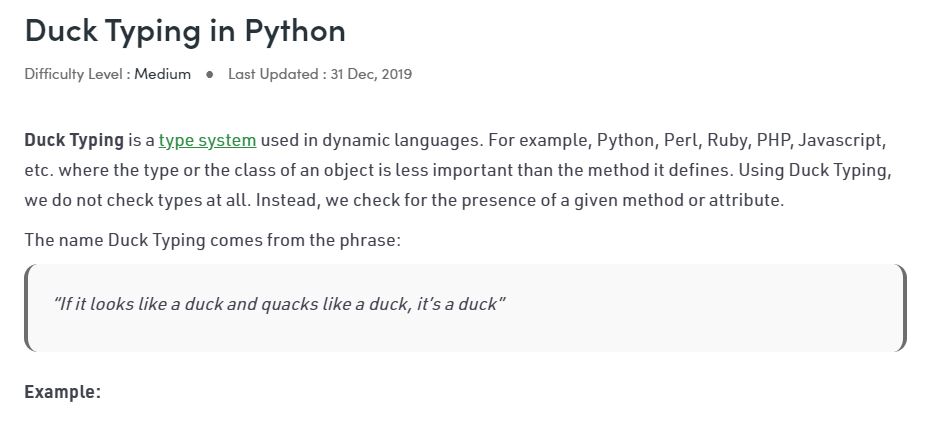 Duck Typing in Python
Difficulty Level : Medium ● Last Updated : 31 Dec, 2019
Duck Typing is a type system used in dynamic languages. For example, Python, Perl, Ruby, PHP, Javascript,
etc. where the type or the class of an object is less important than the method it defines. Using Duck Typing,
we do not check types at all. Instead, we check for the presence of a given method or attribute.
The name Duck Typing comes from the phrase:
“If it looks like a duck and quacks like a duck, it’s a duck”
Example: